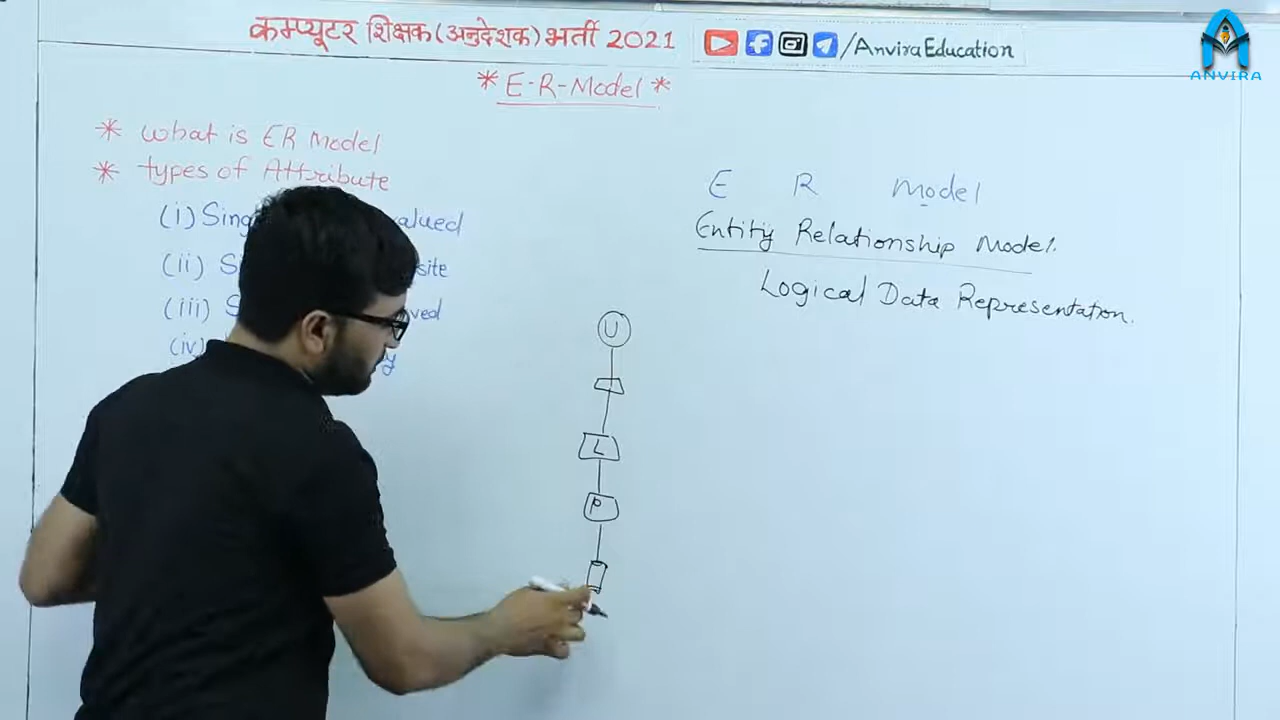 कम्प्यूटर शिक्षक (अनुदेशक) भर्ती 2021
/AnviraEducation
ANVIRA
* E-R-Model *
* What is ER Model
* types of Attribute
(i) Sing valued
(ii) S site
(iii) S ved
(iv) y
E R Model
Entity Relationship Model.
Logical Data Representation.
U
L
P